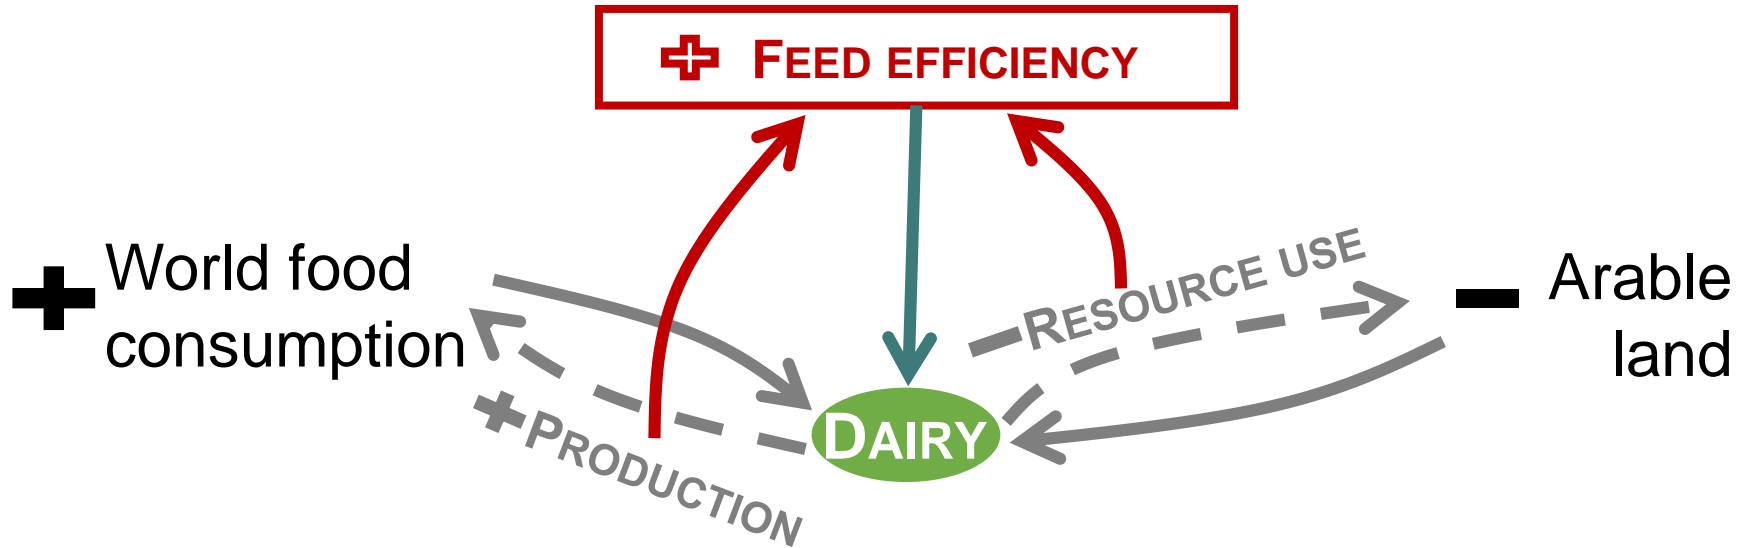 + FEED EFFICIENCY
+ World food
consumption
- RESOURCE USE
- Arable
land
DAIRY
+ PRODUCTION